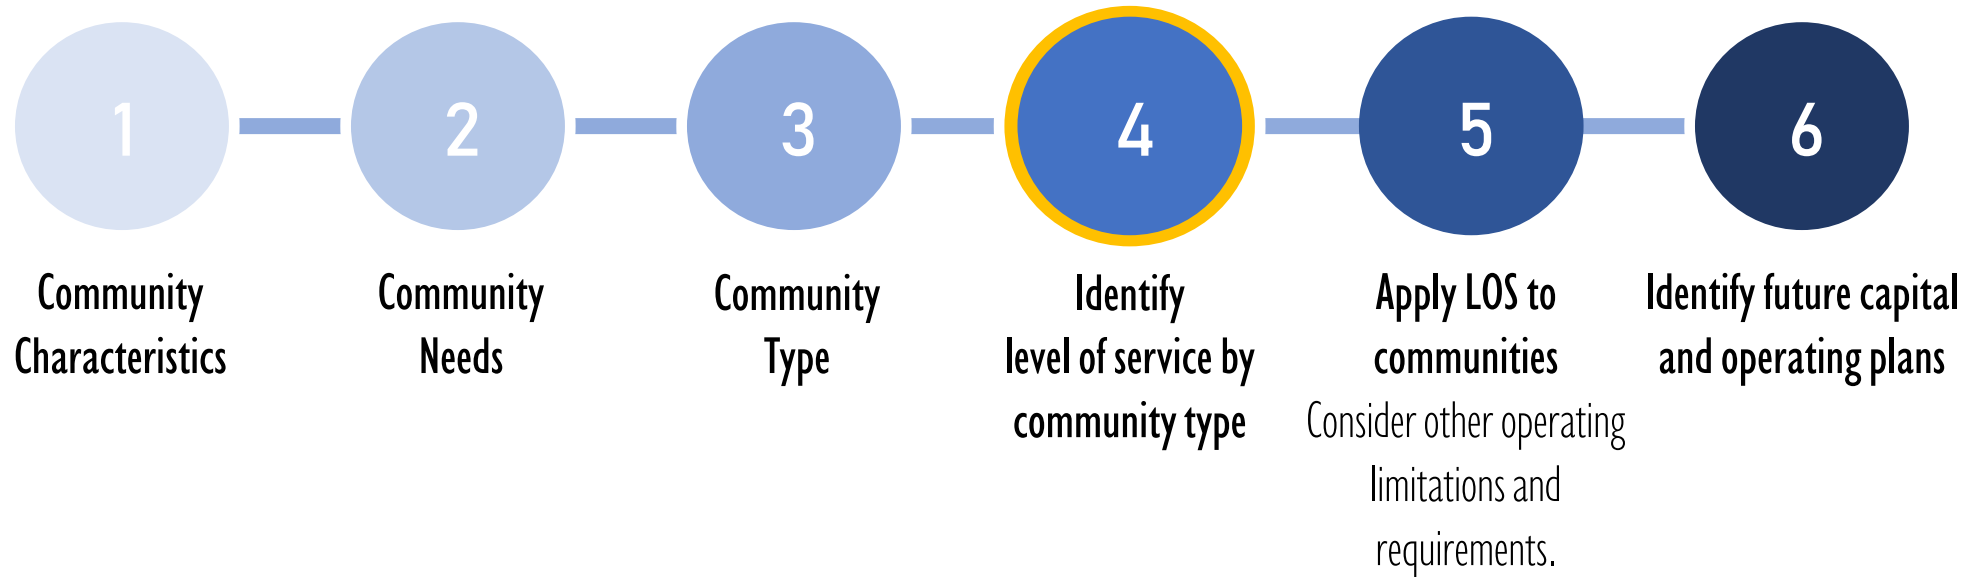 1
2
3
4
5
6
Community
Characteristics
Community
Needs
Community
Type
Identify
level of service by
community type
Apply LOS to
communities
Consider other operating
limitations and
requirements.
Identify future capital
and operating plans